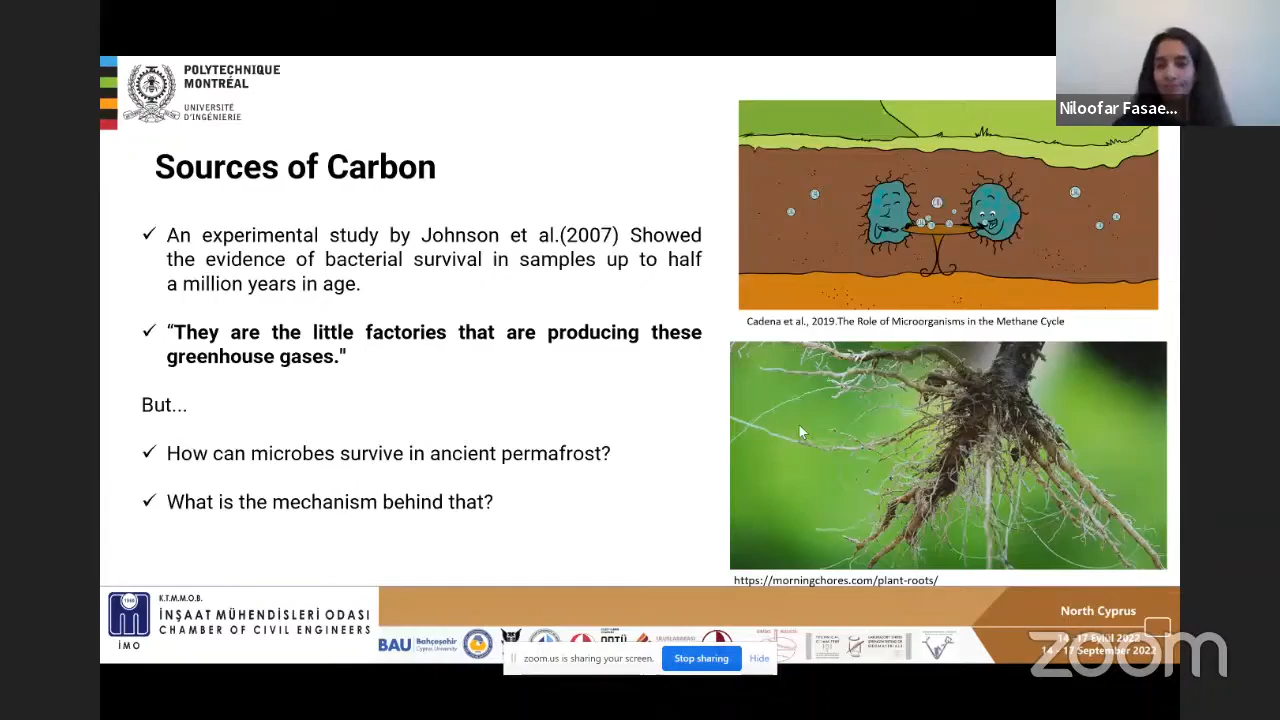 POLYTECHNIQUE
MONTRÉAL
UNIVERSITÉ
D'INGÉNIERIE
Niloofar Fasae...
Sources of Carbon
✓ An experimental study by Johnson et al.(2007) Showed
the evidence of bacterial survival in samples up to half
a million years in age.
✓ “They are the little factories that are producing these
greenhouse gases."
But...
✓ How can microbes survive in ancient permafrost?
✓ What is the mechanism behind that?
Cadena et al., 2019.The Role of Microorganisms in the Methane Cycle
https://morningchores.com/plant-roots/
K.T.M.M.O.B.
İNŞAAT MÜHENDİSLERİ ODASI
CHAMBER OF CIVIL ENGINEERS
İMO
BAU Bahçeşehir
Cyprus University
North Cyprus
14 -17 Eylül 2022
14 - 17 September 2022
zoom
zoom.us is sharing your screen.
Stop sharing
Hide